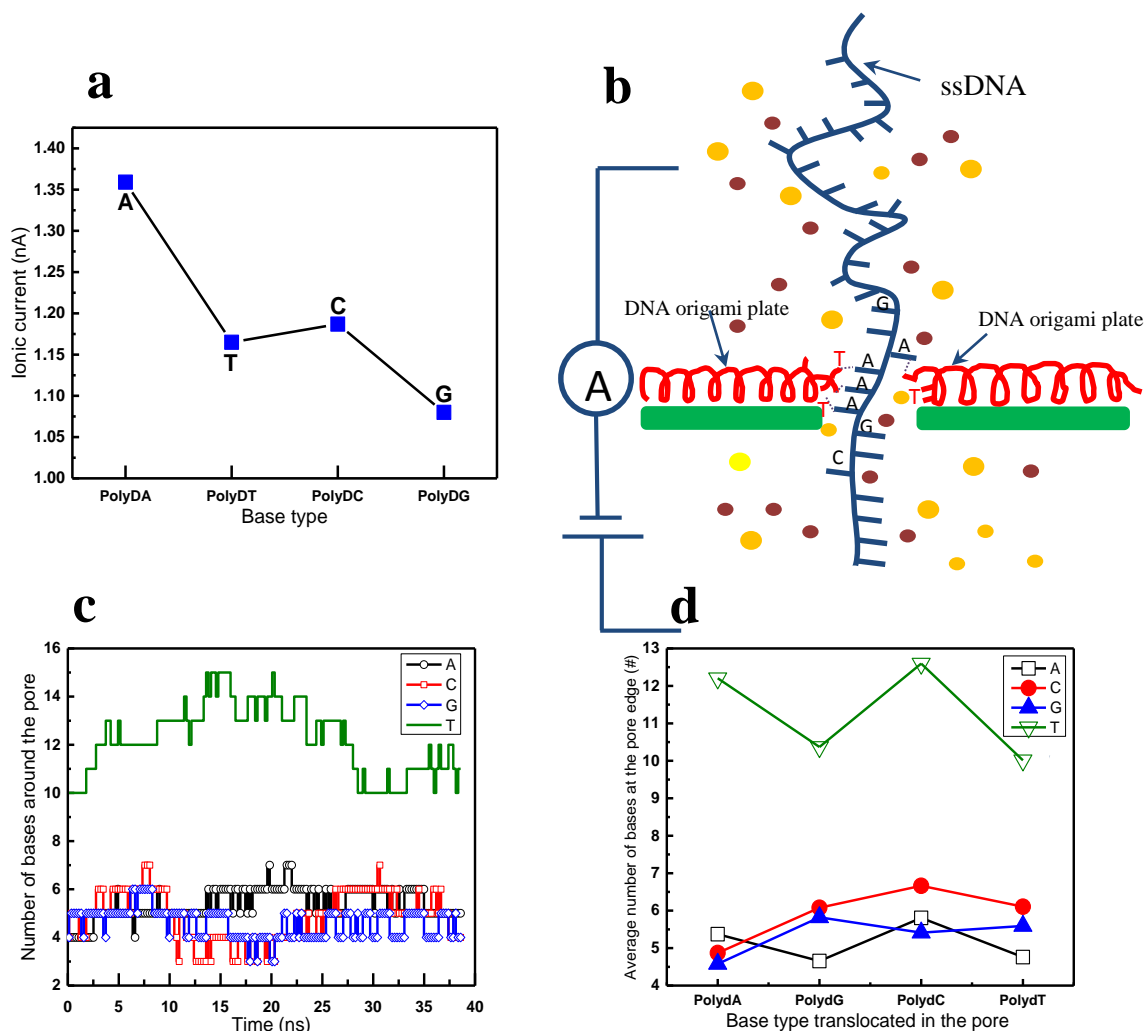 a
1.40
1.35
1.30
1.25
1.20
1.15
1.10
1.05
1.00
Ionic current (nA)
A
T
C
G
PolyDA PolyDT PolyDC PolyDG
Base type
b
ssDNA
DNA origami plate
DNA origami plate
A
G
A
T
A
A
T
A
T
G
C
c
16
14
12
10
8
6
4
2
Number of bases around the pore
A
C
G
T
0 5 10 15 20 25 30 35 40
Time (ns)
d
13
12
11
10
9
8
7
6
5
4
Average number of bases at the pore edge (#)
A
C
G
T
PolydA PolydG PolydC PolydT
Base type translocated in the pore